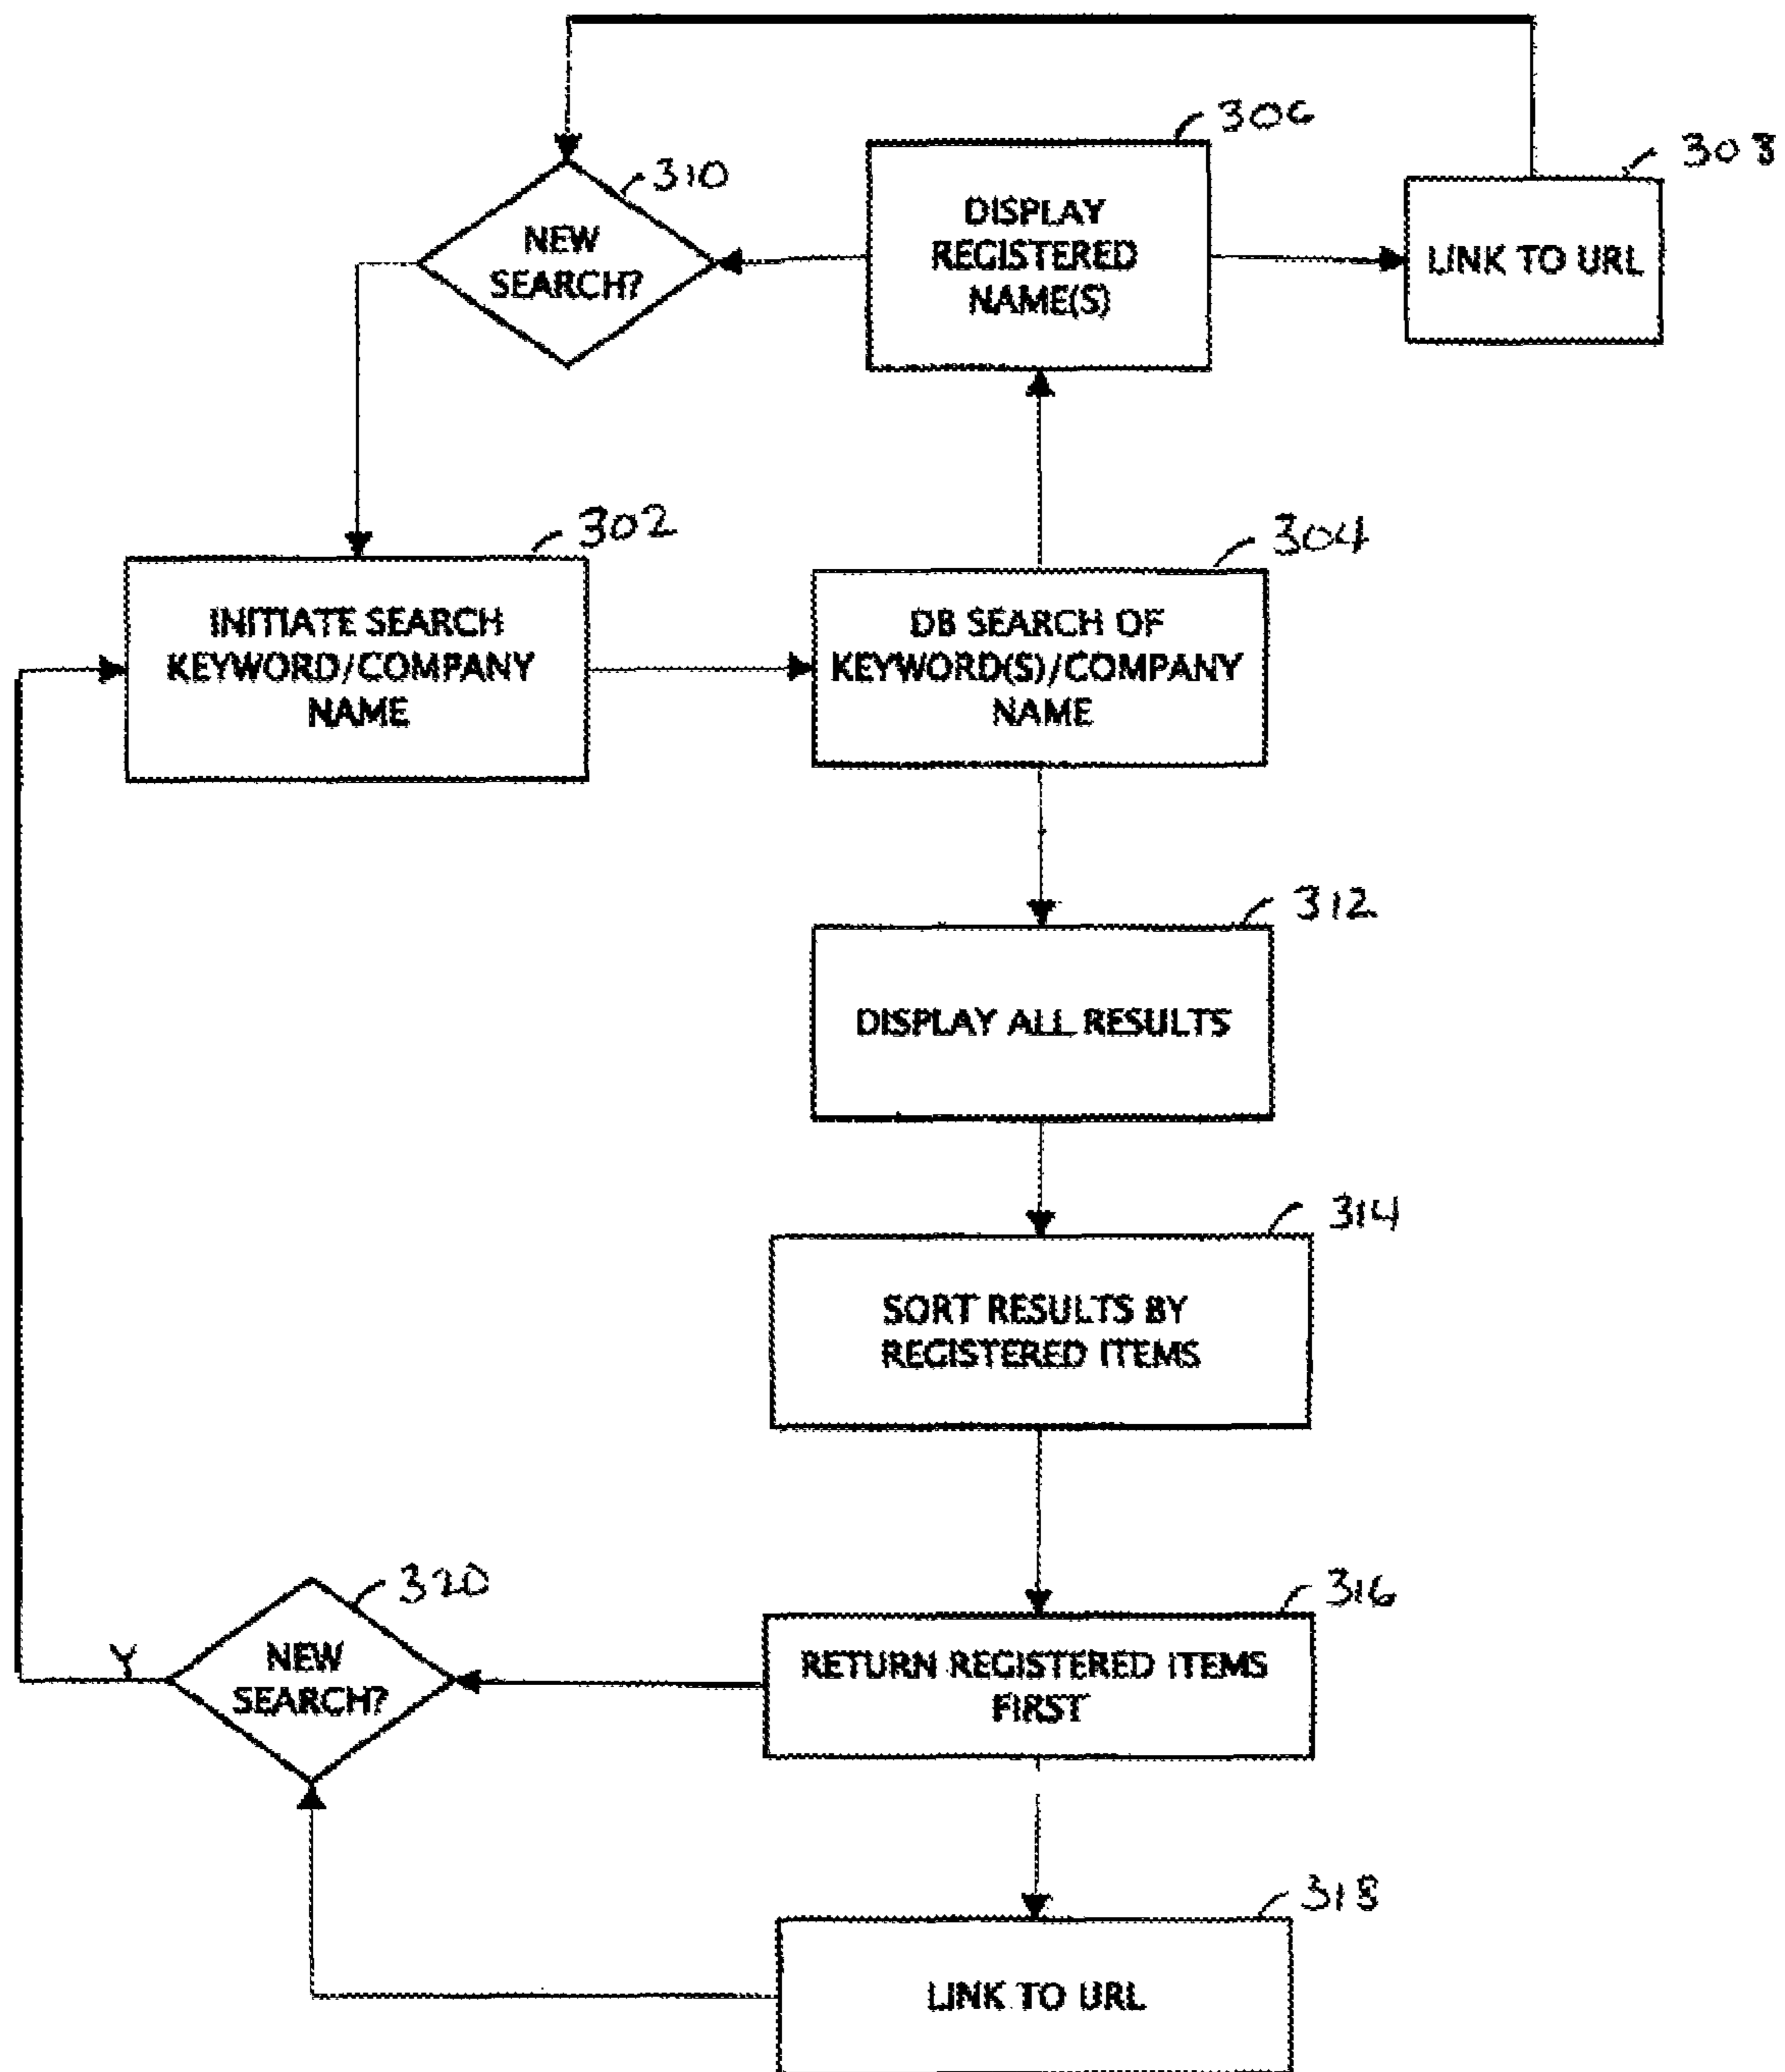 306
308
310
DISPLAY
REGISTERED
NAME(S)
LINK TO URL
NEW
SEARCH?
302
304
INITIATE SEARCH
KEYWORD/COMPANY
NAME
DB SEARCH OF
KEYWORD(S)/COMPANY
NAME
312
DISPLAY ALL RESULTS
314
SORT RESULTS BY
REGISTERED ITEMS
320
316
Y
NEW
SEARCH?
RETURN REGISTERED ITEMS
FIRST
318
LINK TO URL